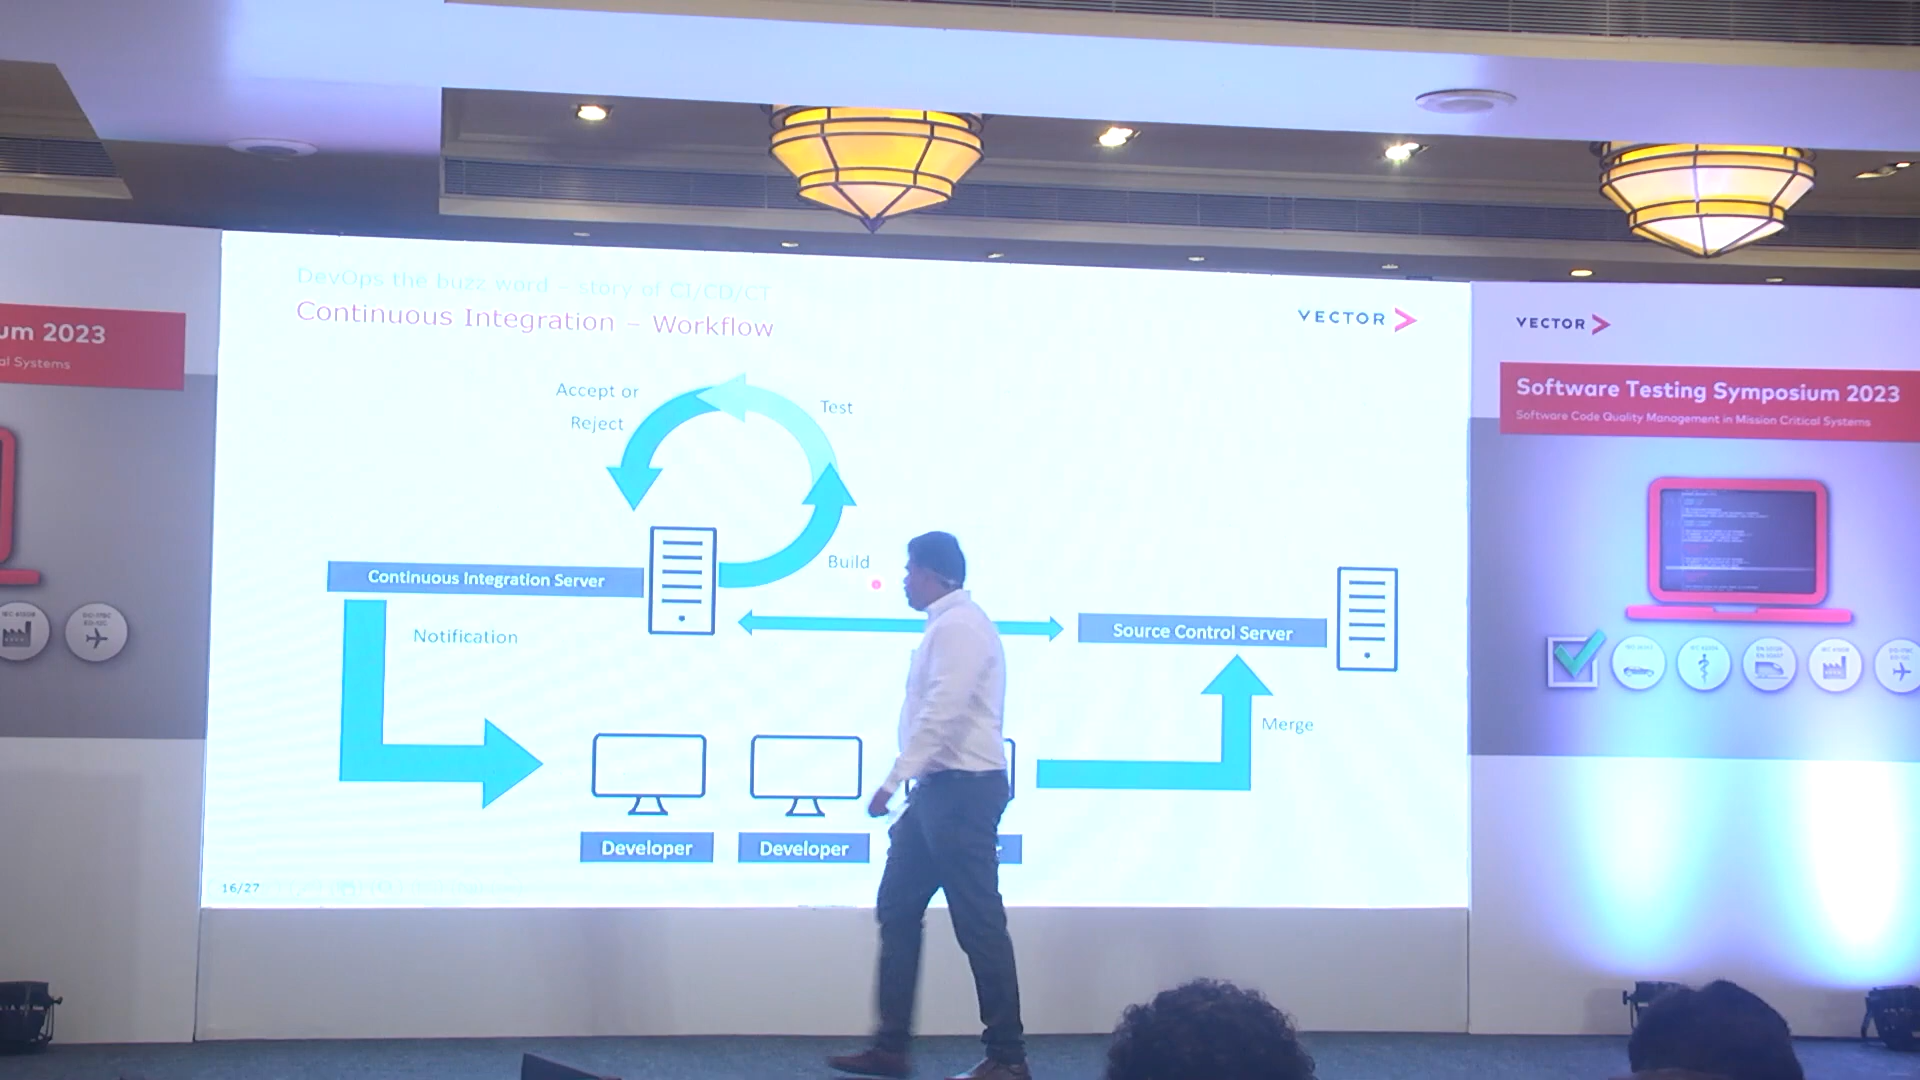 um 2023
al Systems
DevOps the buzz word – story of CI/CD/CT
Continuous Integration – Workflow
VECTOR
Accept or
Reject
Test
Build
Continuous Integration Server
Notification
Source Control Server
Merge
Developer
Developer
r
16/27
VECTOR
Software Testing Symposium 2023
Software Code Quality Management in Mission Critical Systems